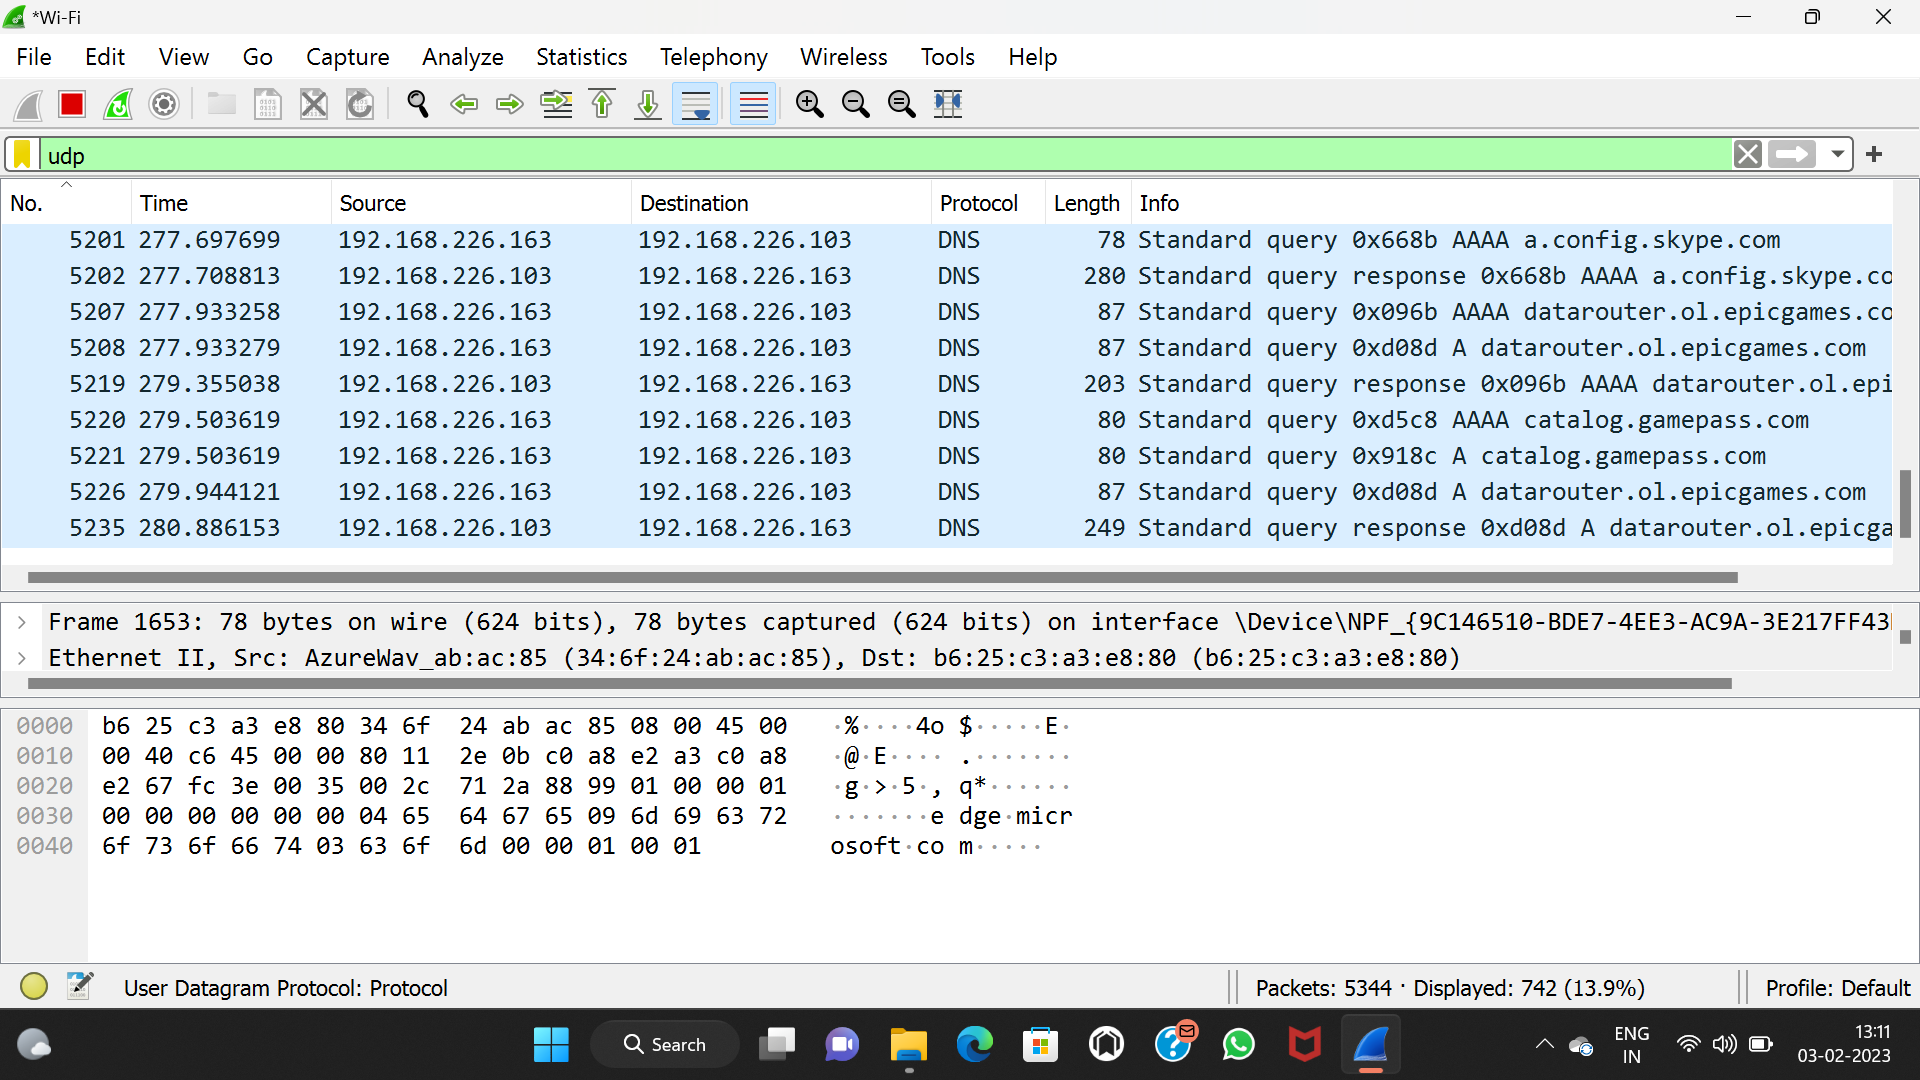 *Wi-Fi
File Edit View Go Capture Analyze Statistics Telephony Wireless Tools Help
udp
No. Time Source Destination Protocol Length Info
5201 277.697699 192.168.226.163 192.168.226.103 DNS 78 Standard query 0x668b AAAA a.config.skype.com
5202 277.708813 192.168.226.103 192.168.226.163 DNS 280 Standard query response 0x668b AAAA a.config.skype.co
5207 277.933258 192.168.226.163 192.168.226.103 DNS 87 Standard query 0x096b AAAA datarouter.ol.epicgames.co
5208 277.933279 192.168.226.163 192.168.226.103 DNS 87 Standard query 0xd08d A datarouter.ol.epicgames.com
5219 279.355038 192.168.226.103 192.168.226.163 DNS 203 Standard query response 0x096b AAAA datarouter.ol.epi
5220 279.503619 192.168.226.163 192.168.226.103 DNS 80 Standard query 0xd5c8 AAAA catalog.gamepass.com
5221 279.503619 192.168.226.163 192.168.226.103 DNS 80 Standard query 0x918c A catalog.gamepass.com
5226 279.944121 192.168.226.163 192.168.226.103 DNS 87 Standard query 0xd08d A datarouter.ol.epicgames.com
5235 280.886153 192.168.226.103 192.168.226.163 DNS 249 Standard query response 0xd08d A datarouter.ol.epicga
Frame 1653: 78 bytes on wire (624 bits), 78 bytes captured (624 bits) on interface \Device\NPF_{9C146510-BDE7-4EE3-AC9A-3E217FF43
Ethernet II, Src: AzureWav_ab:ac:85 (34:6f:24:ab:ac:85), Dst: b6:25:c3:a3:e8:80 (b6:25:c3:a3:e8:80)
0000 b6 25 c3 a3 e8 80 34 6f 24 ab ac 85 08 00 45 00 ·%····4o $·····E·
0010 00 40 c6 45 00 00 80 11 2e 0b c0 a8 e2 a3 c0 a8 ·@·E···· .·······
0020 e2 67 fc 3e 00 35 00 2c 71 2a 88 99 01 00 00 01 ·g·>·5·, q*······
0030 00 00 00 00 00 00 04 65 64 67 65 09 6d 69 63 72 ·······e dge·micr
0040 6f 73 6f 66 74 03 63 6f 6d 00 00 01 00 01 osoft·co m·····
User Datagram Protocol: Protocol
Packets: 5344 · Displayed: 742 (13.9%)
Profile: Default
Search
ENG
IN
13:11
03-02-2023